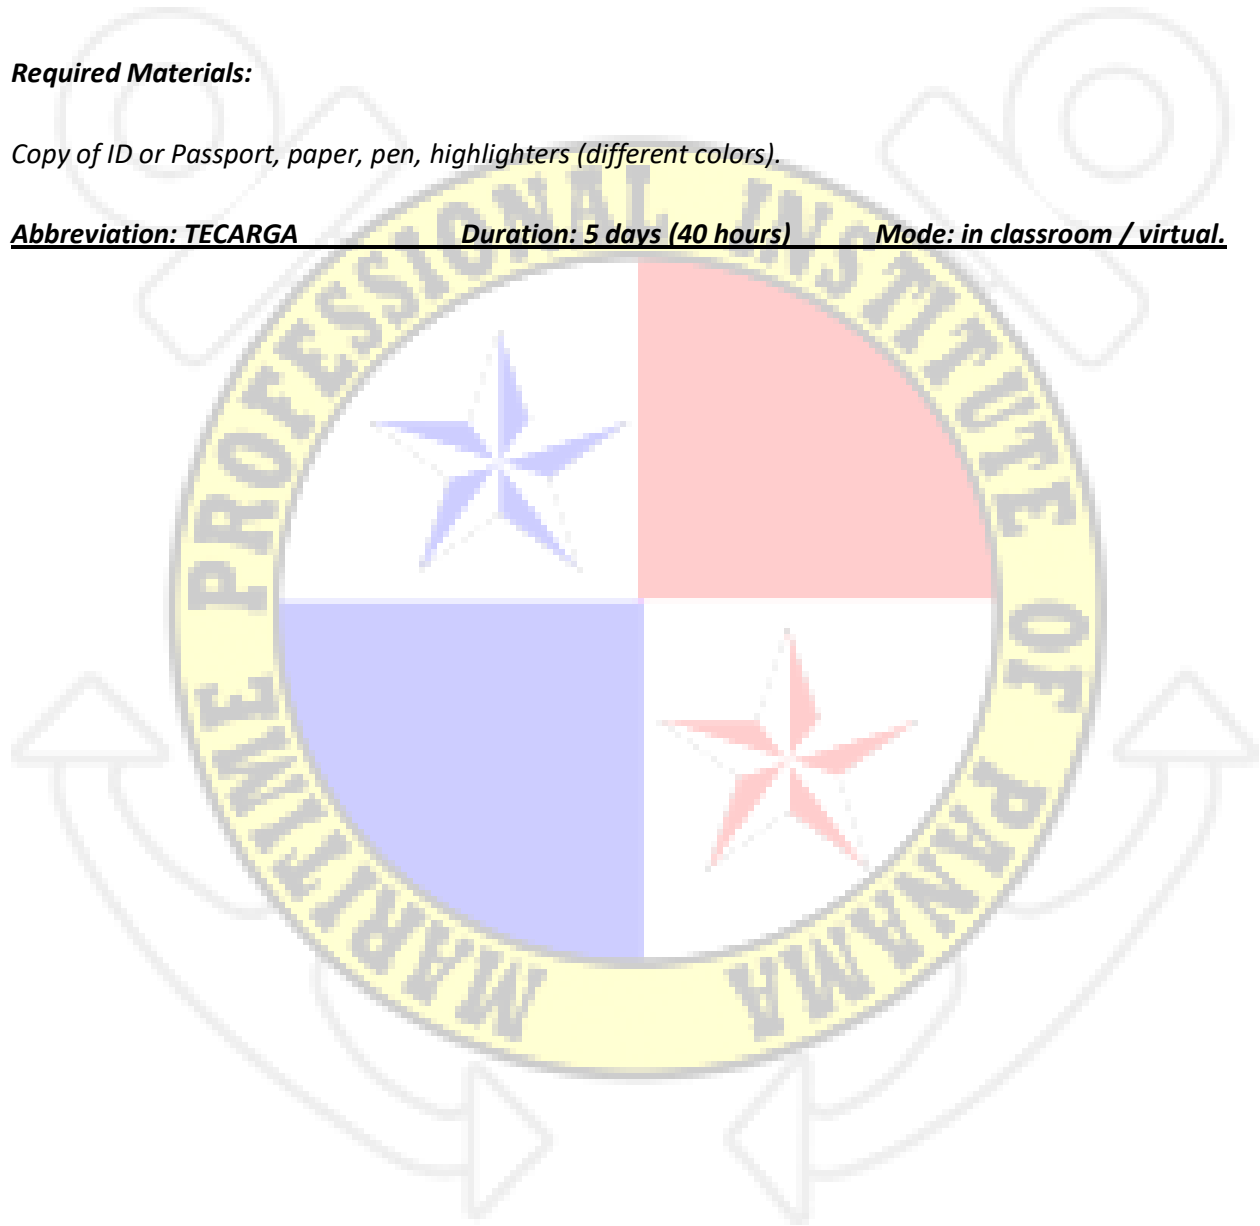 Required Materials:
Copy of ID or Passport, paper, pen, highlighters (different colors).
Abbreviation: TECARGA Duration: 5 days (40 hours) Mode: in classroom / virtual.
MARITIME PROFESSIONAL INSTITUTE OF PANAMA